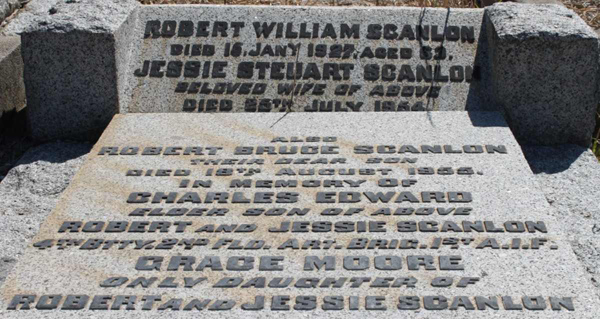 ROBERT WILLIAM SCANLON
DIED 16, JANY 1927, AGED 53,
JESSIE STEUART SCANLON
BELOVED WIFE OF ABOVE
DIED 25TH JULY
ALSO
ROBERT BRUCE SCANLON.
THEIR DEAR SON
DIED 18TH AUGUST 1955.
IN MEMORY OF
CHARLES EDWARD
ELDER SON OF ABOVE
ROBERT AND JESSIE SCANLON
4TH BTTY. 2ND FLD. ART. BRIG. 1ST A.I.F.
GRACE MOORE
ONLY DAUGHTER OF
ROBERT AND JESSIE SCANLON